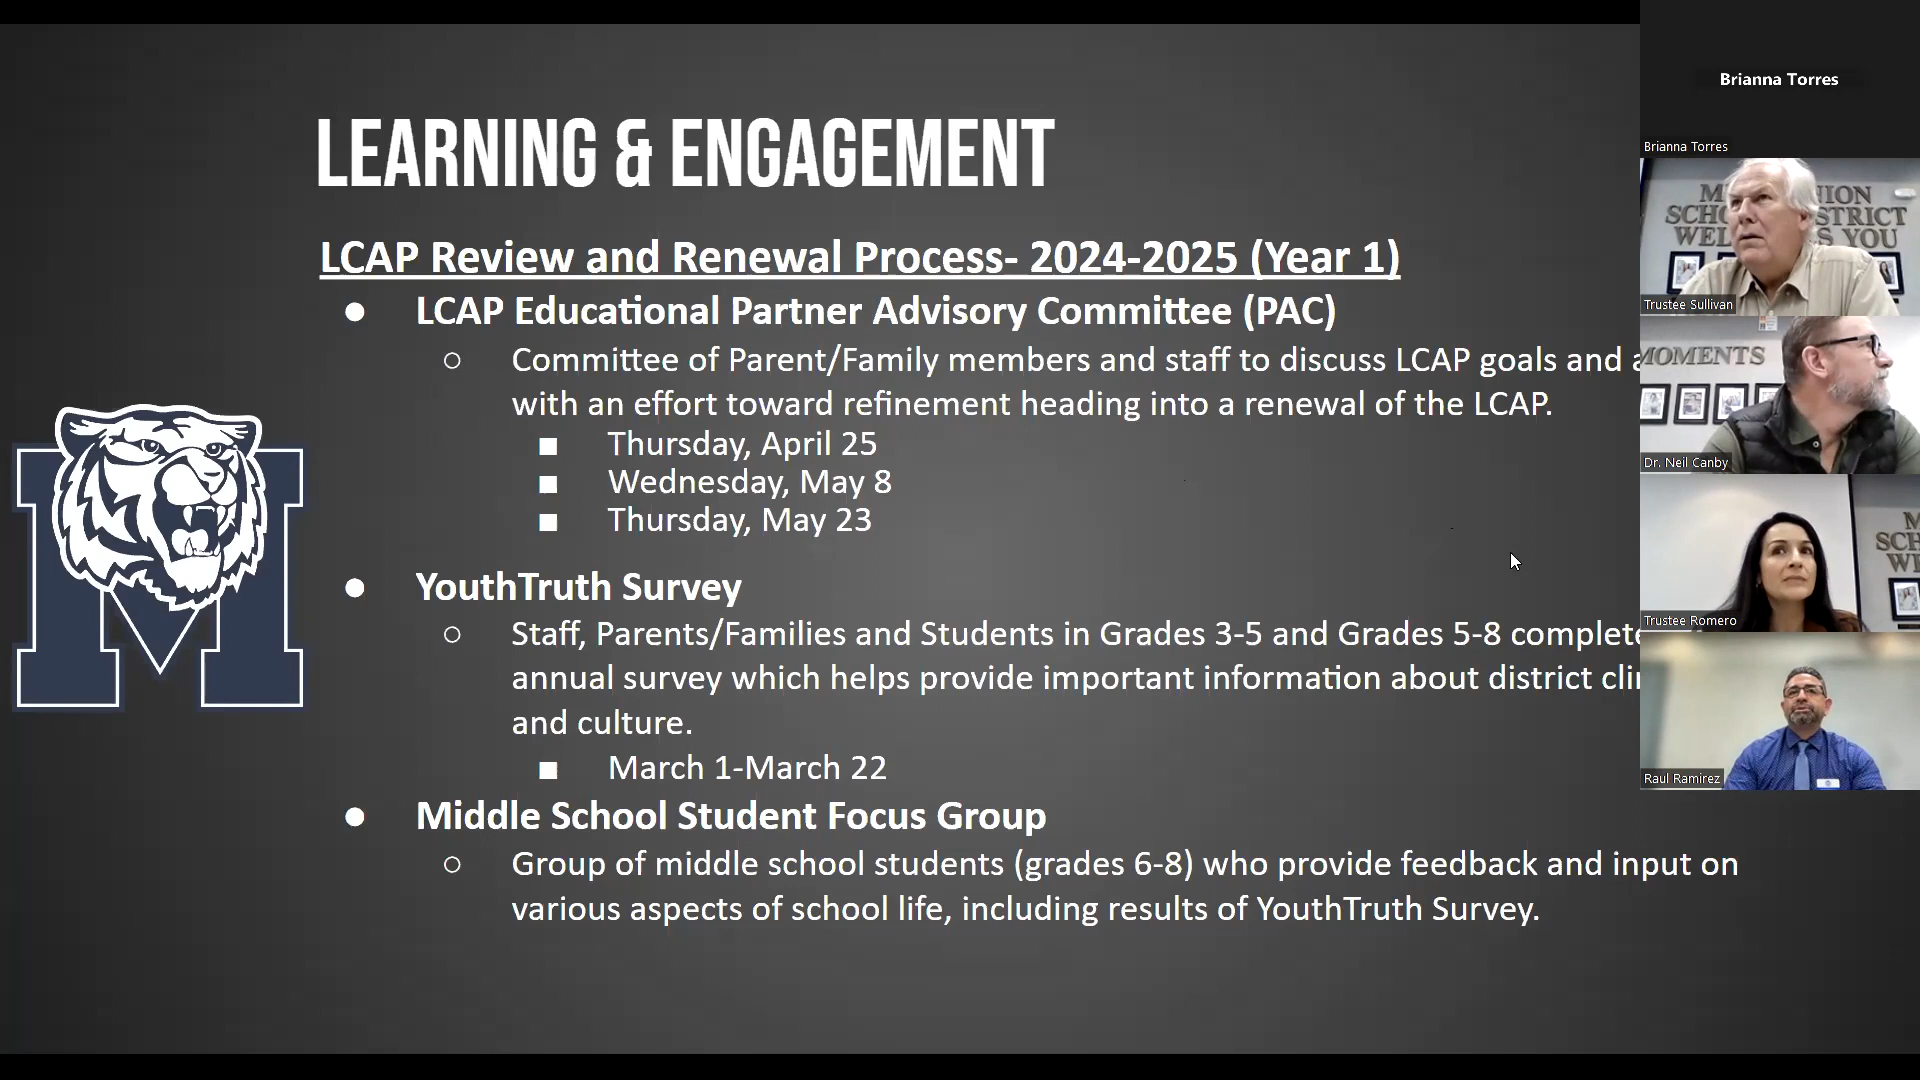 LEARNING & ENGAGEMENT
LCAP Review and Renewal Process- 2024-2025 (Year 1)
● LCAP Educational Partner Advisory Committee (PAC)
○ Committee of Parent/Family members and staff to discuss LCAP goals and
with an effort toward refinement heading into a renewal of the LCAP.
■ Thursday, April 25
■ Wednesday, May 8
■ Thursday, May 23
● YouthTruth Survey
○ Staff, Parents/Families and Students in Grades 3-5 and Grades 5-8 complete
annual survey which helps provide important information about district
and culture.
■ March 1-March 22
● Middle School Student Focus Group
○ Group of middle school students (grades 6-8) who provide feedback and input on
various aspects of school life, including results of YouthTruth Survey.
M
Brianna Torres
Brianna Torres
YOU
Trustee Sullivan
MOMENTS
Dr. Neil Canby
Trustee Romero
Raul Ramirez